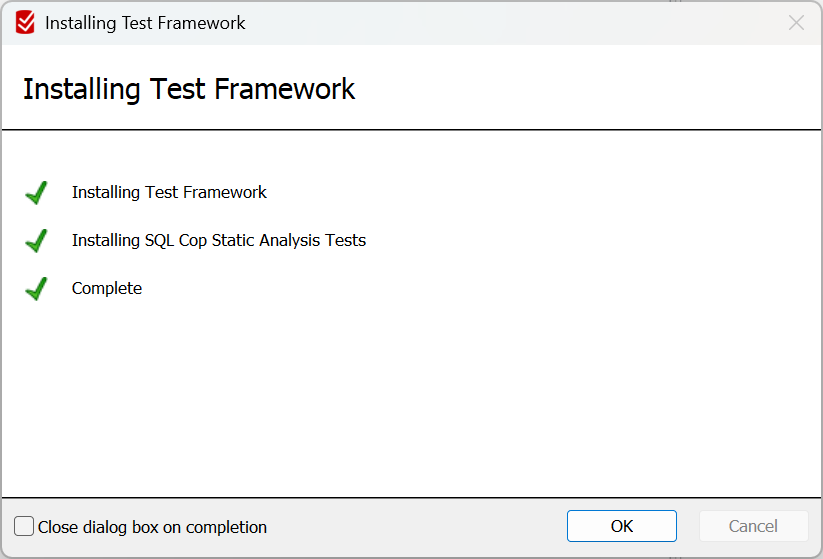 Installing Test Framework
Installing Test Framework
Installing Test Framework
Installing SQL Cop Static Analysis Tests
Complete
Close dialog box on completion
OK
Cancel